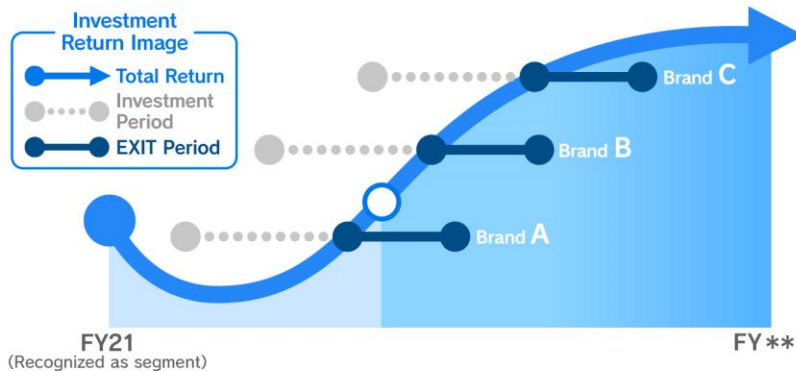 Investment
Return Image
Total Return
Investment
Period
EXIT Period
Brand C
Brand B
Brand A
FY21
(Recognized as segment)
FY**